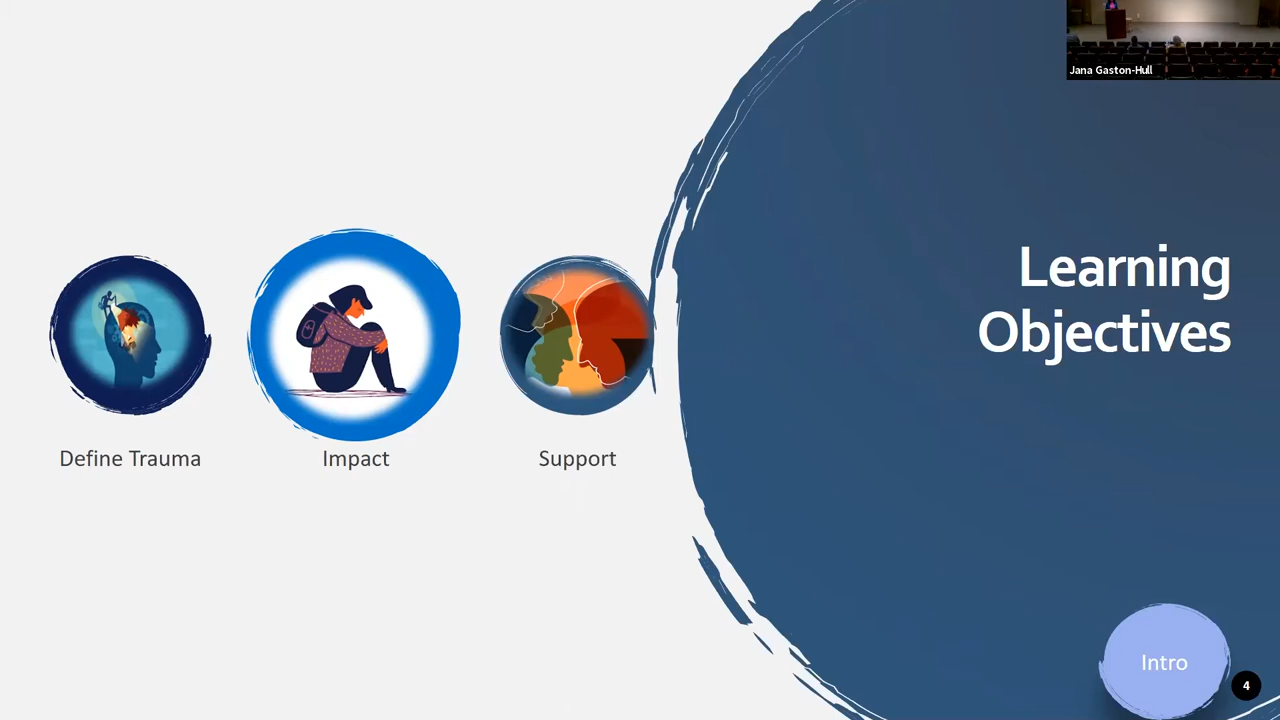 Jana Gaston-Hull
Learning
Objectives
Define Trauma
Impact
Support
Intro
4